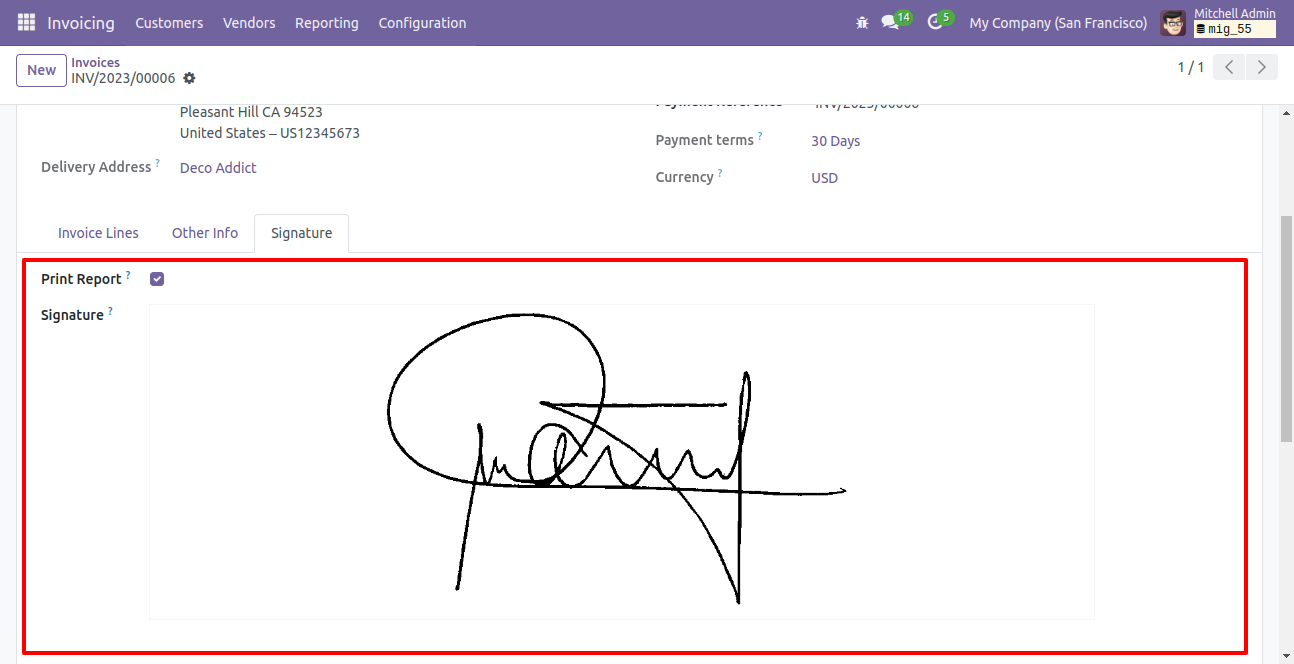 Invoicing Customers Vendors Reporting Configuration 14 5 My Company (San Francisco) Mitchell Admin
mig_55
New Invoices
INV/2023/00006
1 / 1
Pleasant Hill CA 94523
United States – US12345673
Delivery Address ? Deco Addict
Payment Reference INV/2023/00006
Payment terms ? 30 Days
Currency ? USD
Invoice Lines Other Info Signature
Print Report ?
Signature ?